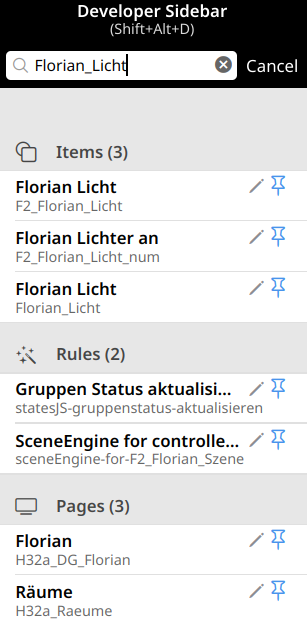 Developer Sidebar
(Shift+Alt+D)
Florian_Licht
Cancel
Items (3)
Florian Licht
F2_Florian_Licht
Florian Lichter an
F2_Florian_Licht_num
Florian Licht
Florian_Licht
Rules (2)
Gruppen Status aktualisi...
statesJS-gruppenstatus-aktualisieren
SceneEngine for controlle...
sceneEngine-for-F2_Florian_Szene
Pages (3)
Florian
H32a_DG_Florian
Räume
H32a_Raeume